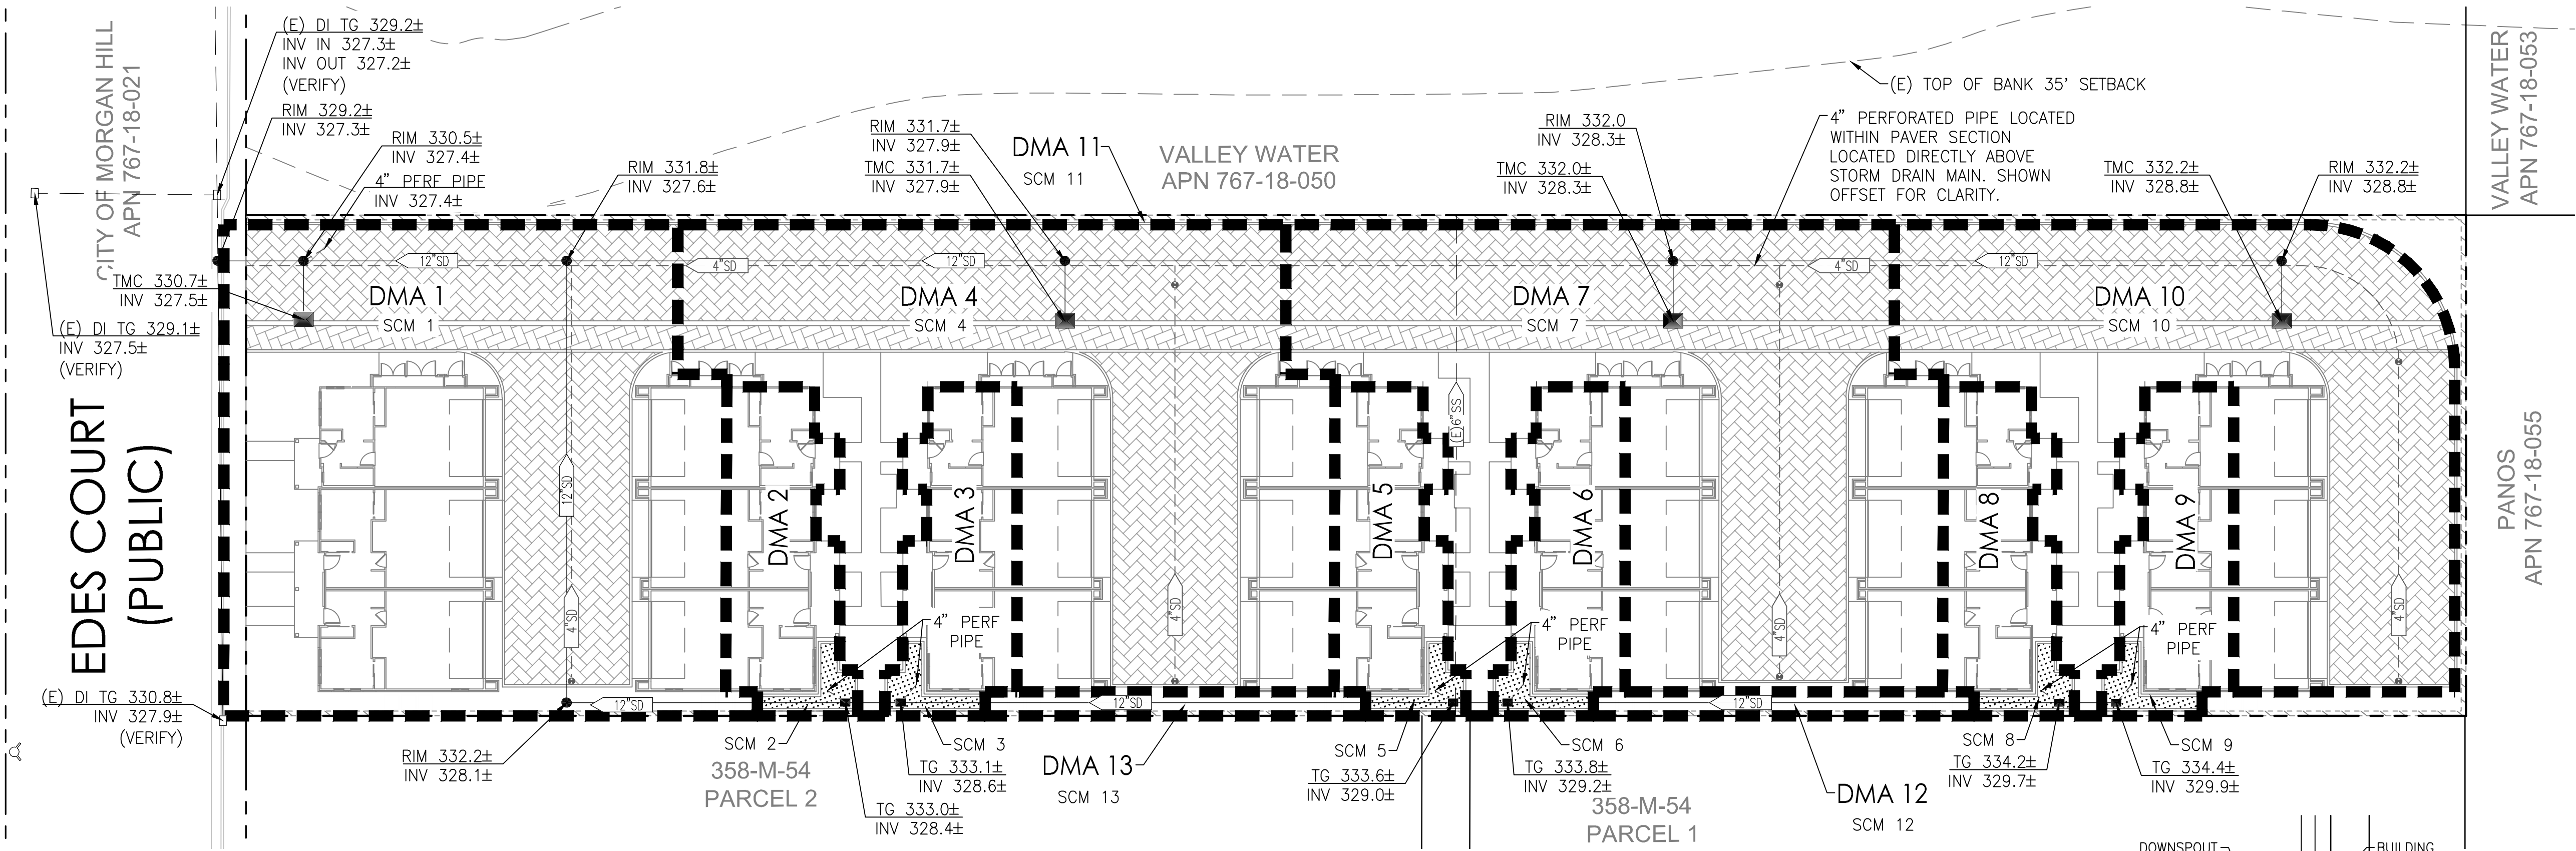 (E) DI TG 329.2±
INV IN 327.3±
INV OUT 327.2±
(VERIFY)
RIM 329.2±
INV 327.3±
RIM 330.5±
INV 327.4±
4" PERF PIPE
INV 327.4±
CITY OF MORGAN HILL
APN 767-18-021
RIM 331.8±
INV 327.6±
RIM 331.7±
INV 327.9±
TMC 331.7±
INV 327.9±
DMA 11
SCM 11
VALLEY WATER
APN 767-18-050
RIM 332.0
INV 328.3±
TMC 332.0±
INV 328.3±
(E) TOP OF BANK 35' SETBACK
4" PERFORATED PIPE LOCATED
WITHIN PAVER SECTION
LOCATED DIRECTLY ABOVE
STORM DRAIN MAIN. SHOWN
OFFSET FOR CLARITY.
TMC 332.2±
INV 328.8±
RIM 332.2±
INV 328.8±
VALLEY WATER
APN 767-18-053
TMC 330.7±
INV 327.5±
(E) DI TG 329.1±
INV 327.5±
(VERIFY)
12"SD
4"SD
12"SD
4"SD
12"SD
DMA 1
SCM 1
DMA 4
SCM 4
DMA 7
SCM 7
DMA 10
SCM 10
EDES COURT
(PUBLIC)
12"SD
4"SD
DMA 2
DMA 3
4"SD
DMA 5
(E)6"SS
DMA 6
4"SD
DMA 8
DMA 9
4"SD
PANOS
APN 767-18-055
4" PERF
PIPE
4" PERF
PIPE
4" PERF
PIPE
(E) DI TG 330.8±
INV 327.9±
(VERIFY)
12"SD
12"SD
12"SD
RIM 332.2±
INV 328.1±
SCM 2
SCM 3
358-M-54
PARCEL 2
TG 333.1±
INV 328.6±
TG 333.0±
INV 328.4±
DMA 13
SCM 13
SCM 5
TG 333.6±
INV 329.0±
SCM 6
TG 333.8±
INV 329.2±
358-M-54
PARCEL 1
DMA 12
SCM 12
SCM 8
TG 334.2±
INV 329.7±
SCM 9
TG 334.4±
INV 329.9±
DOWNSPOUT
BUILDING